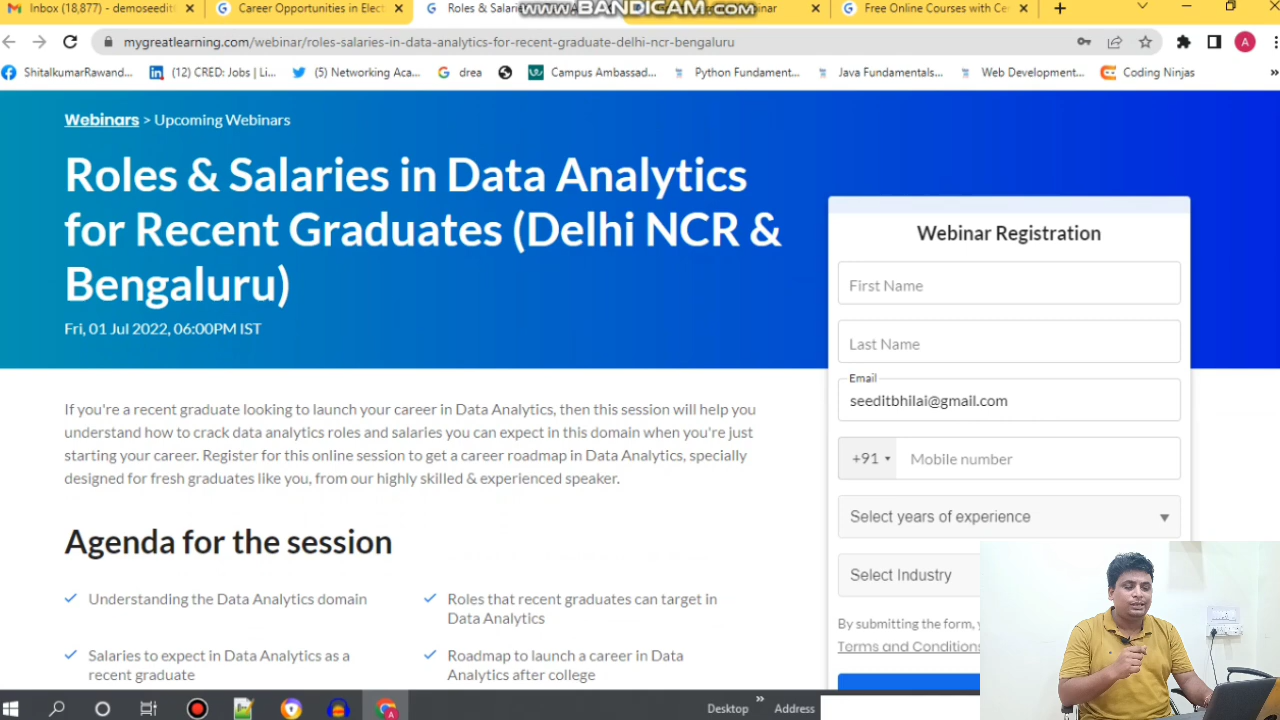 Inbox (18,877) - demoseedit
Career Opportunities in Elect
Roles & Sala
binar
Free Online Courses with Ce
www.BANDICAM.com
mygreatlearning.com/webinar/roles-salaries-in-data-analytics-for-recent-graduate-delhi-ncr-bengaluru
A
ShitalkumarRawand...
(12) CRED: Jobs | Li...
(5) Networking Aca...
drea
Campus Ambassad...
Python Fundament...
Java Fundamentals...
Web Development...
Coding Ninjas
»
Webinars > Upcoming Webinars
Roles & Salaries in Data Analytics
for Recent Graduates (Delhi NCR &
Bengaluru)
Fri, 01 Jul 2022, 06:00PM IST
If you're a recent graduate looking to launch your career in Data Analytics, then this session will help you
understand how to crack data analytics roles and salaries you can expect in this domain when you're just
starting your career. Register for this online session to get a career roadmap in Data Analytics, specially
designed for fresh graduates like you, from our highly skilled & experienced speaker.
Agenda for the session
Understanding the Data Analytics domain
Roles that recent graduates can target in
Data Analytics
Salaries to expect in Data Analytics as a
recent graduate
Roadmap to launch a career in Data
Analytics after college
Webinar Registration
First Name
Last Name
Email
seeditbhilai@gmail.com
+91
Mobile number
Select years of experience
Select Industry
By submitting the form,
Terms and Conditions
Desktop
»
Address